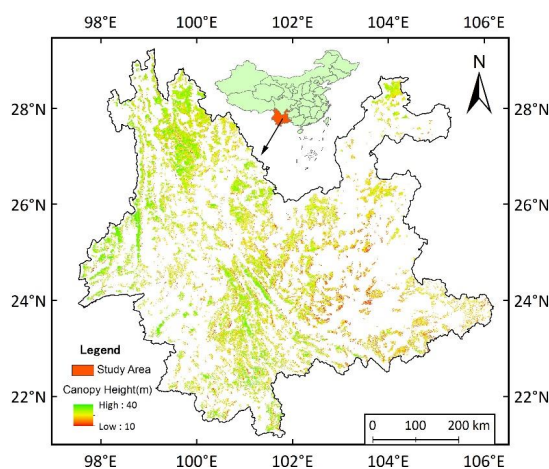 98°E 100°E 102°E 104°E 106°E
N
28°N 28°N
26°N 26°N
24°N 24°N
22°N 22°N
Legend
Study Area
Canopy Height(m)
High : 40
Low : 10
0 100 200 km
98°E 100°E 102°E 104°E 106°E